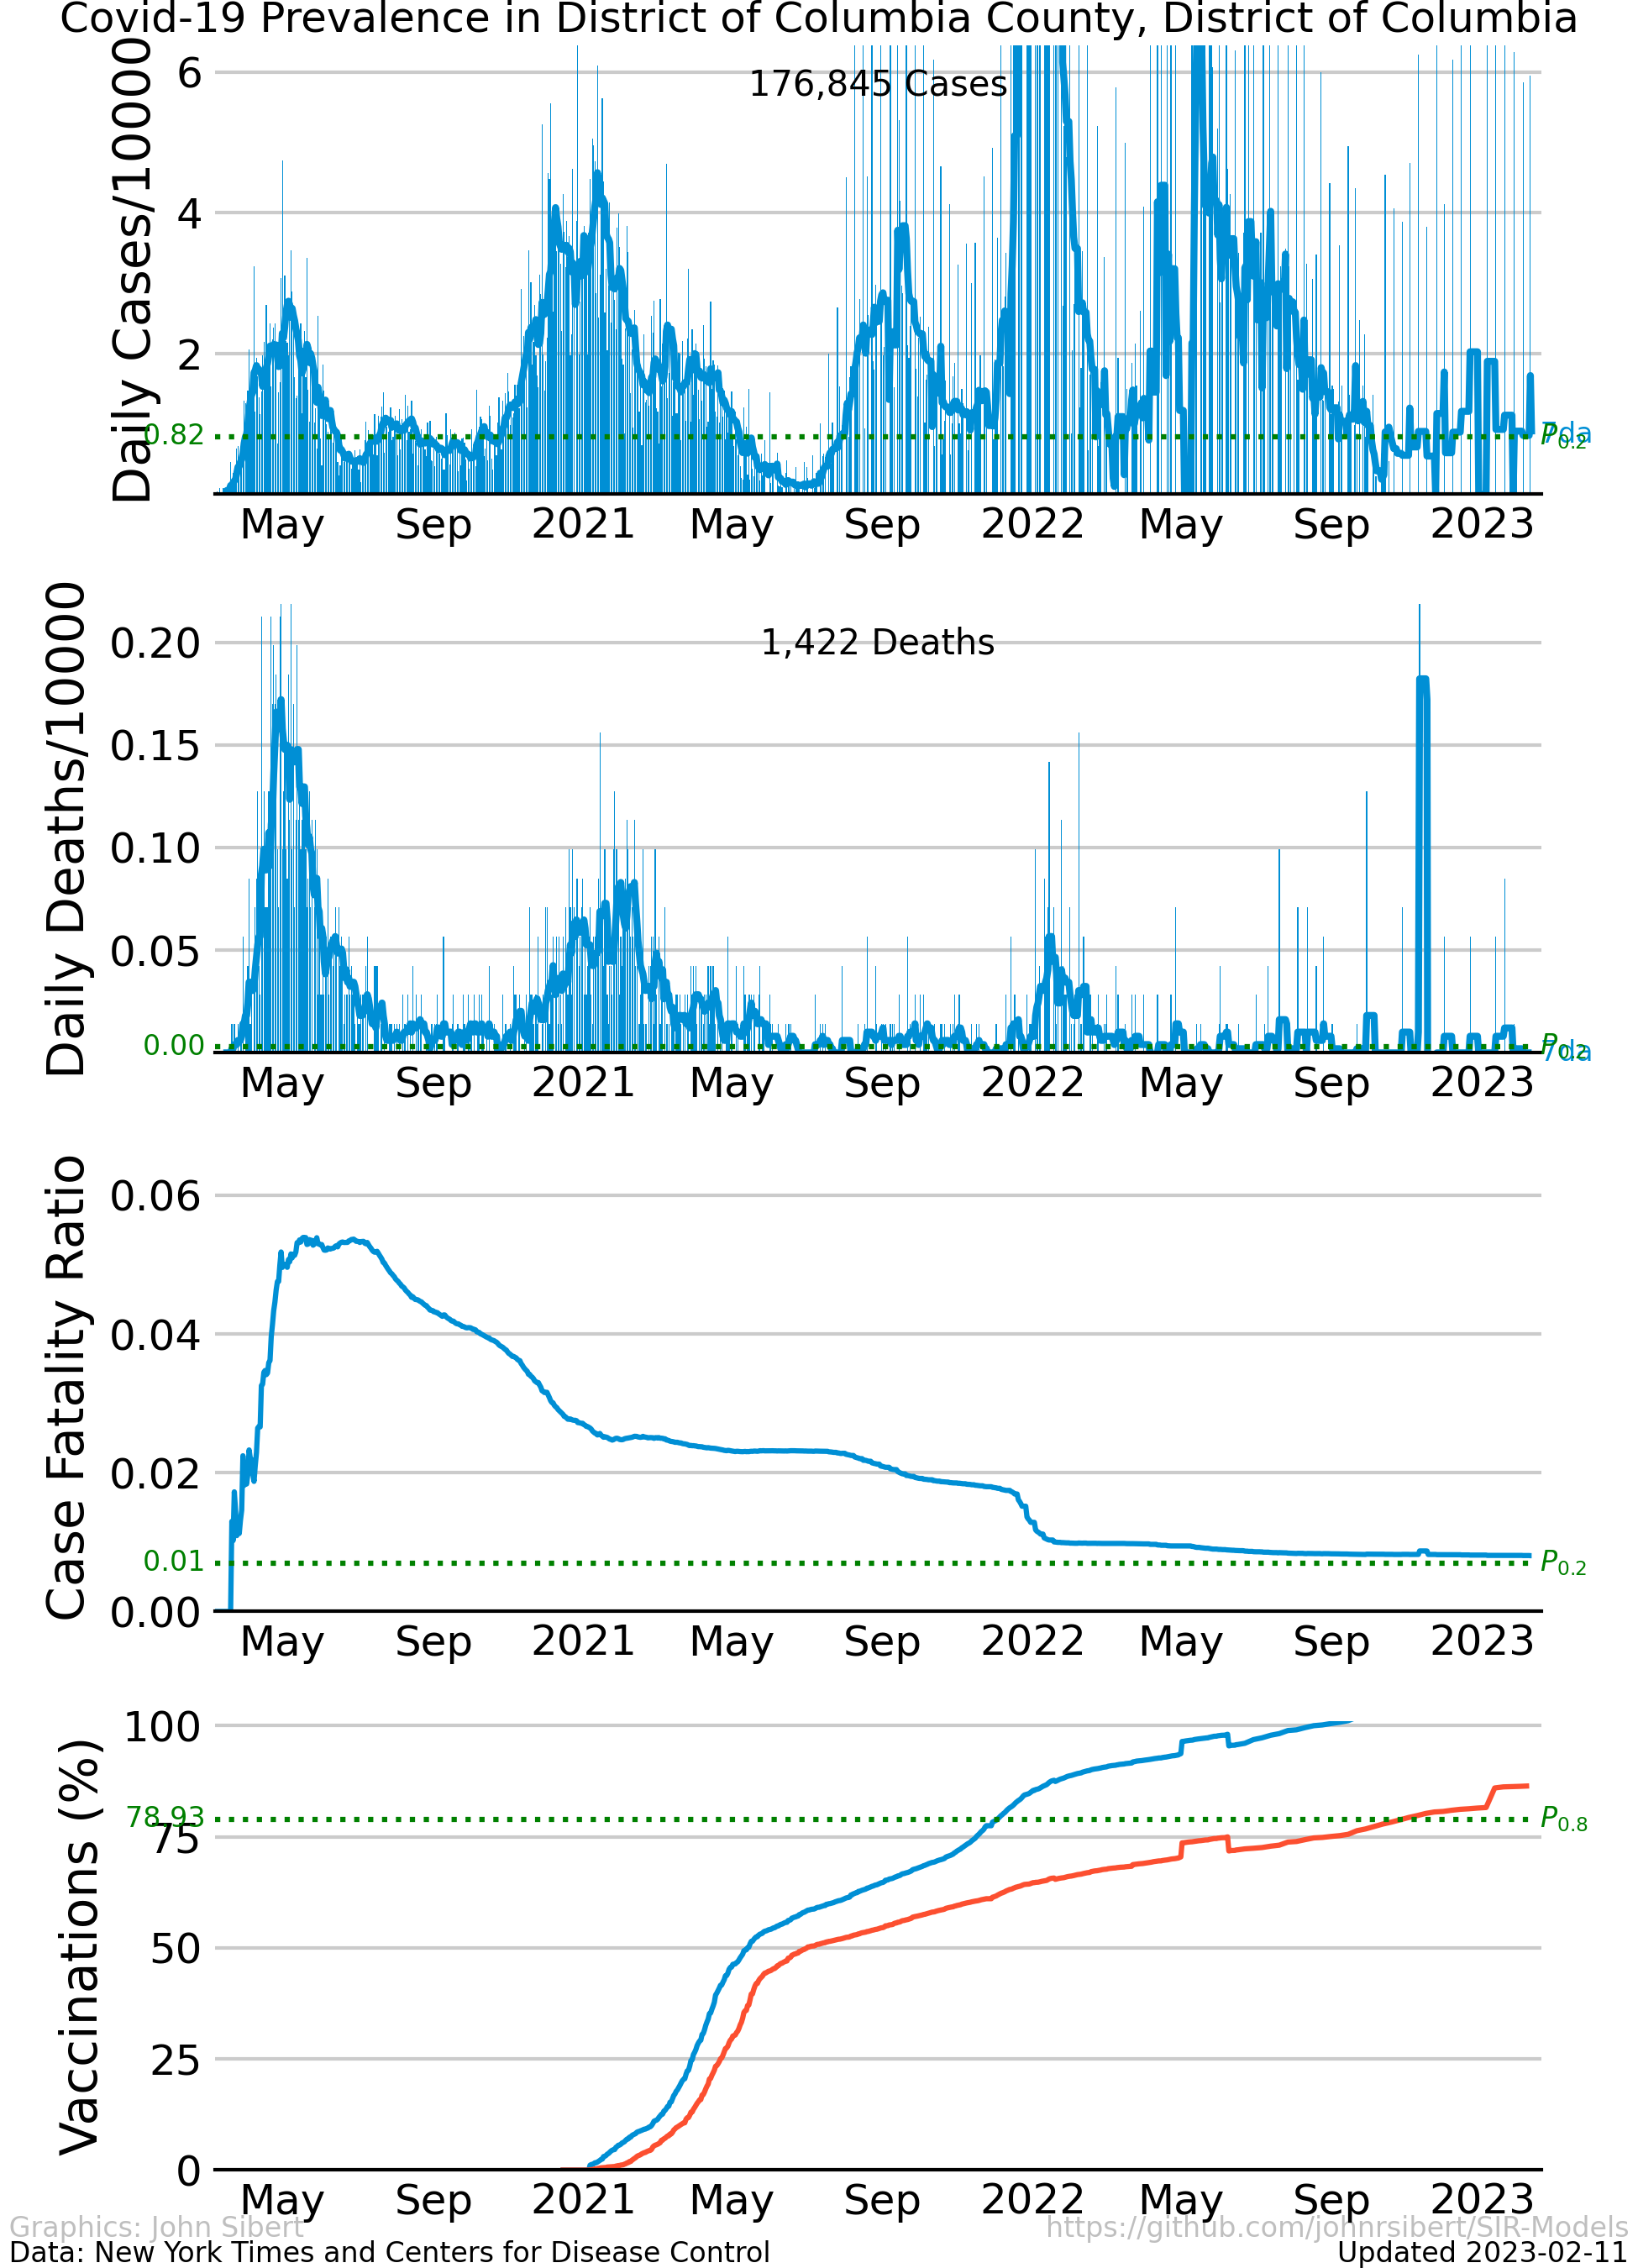 Covid-19 Prevalence in District of Columbia County, District of Columbia
Daily Cases/10000
6
4
2
0.82
176,845 Cases
7da
P0.2
May Sep 2021 May Sep 2022 May Sep 2023
Daily Deaths/10000
0.20
0.15
0.10
0.05
0.00
1,422 Deaths
P0.2
7da
May Sep 2021 May Sep 2022 May Sep 2023
Case Fatality Ratio
0.06
0.04
0.02
0.01
0.00
P0.2
May Sep 2021 May Sep 2022 May Sep 2023
Vaccinations (%)
100
78.93
75
50
25
0
P0.8
May Sep 2021 May Sep 2022 May Sep 2023
Graphics: John Sibert
https://github.com/johnrsibert/SIR-Models
Data: New York Times and Centers for Disease Control
Updated 2023-02-11